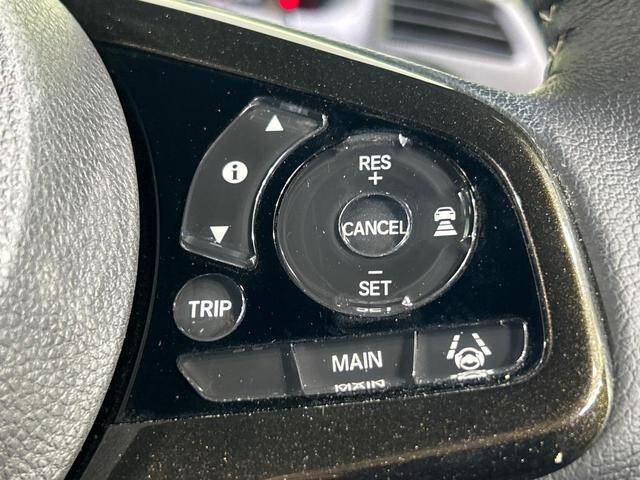 RES
+
i
CANCEL
−
SET
TRIP
MAIN